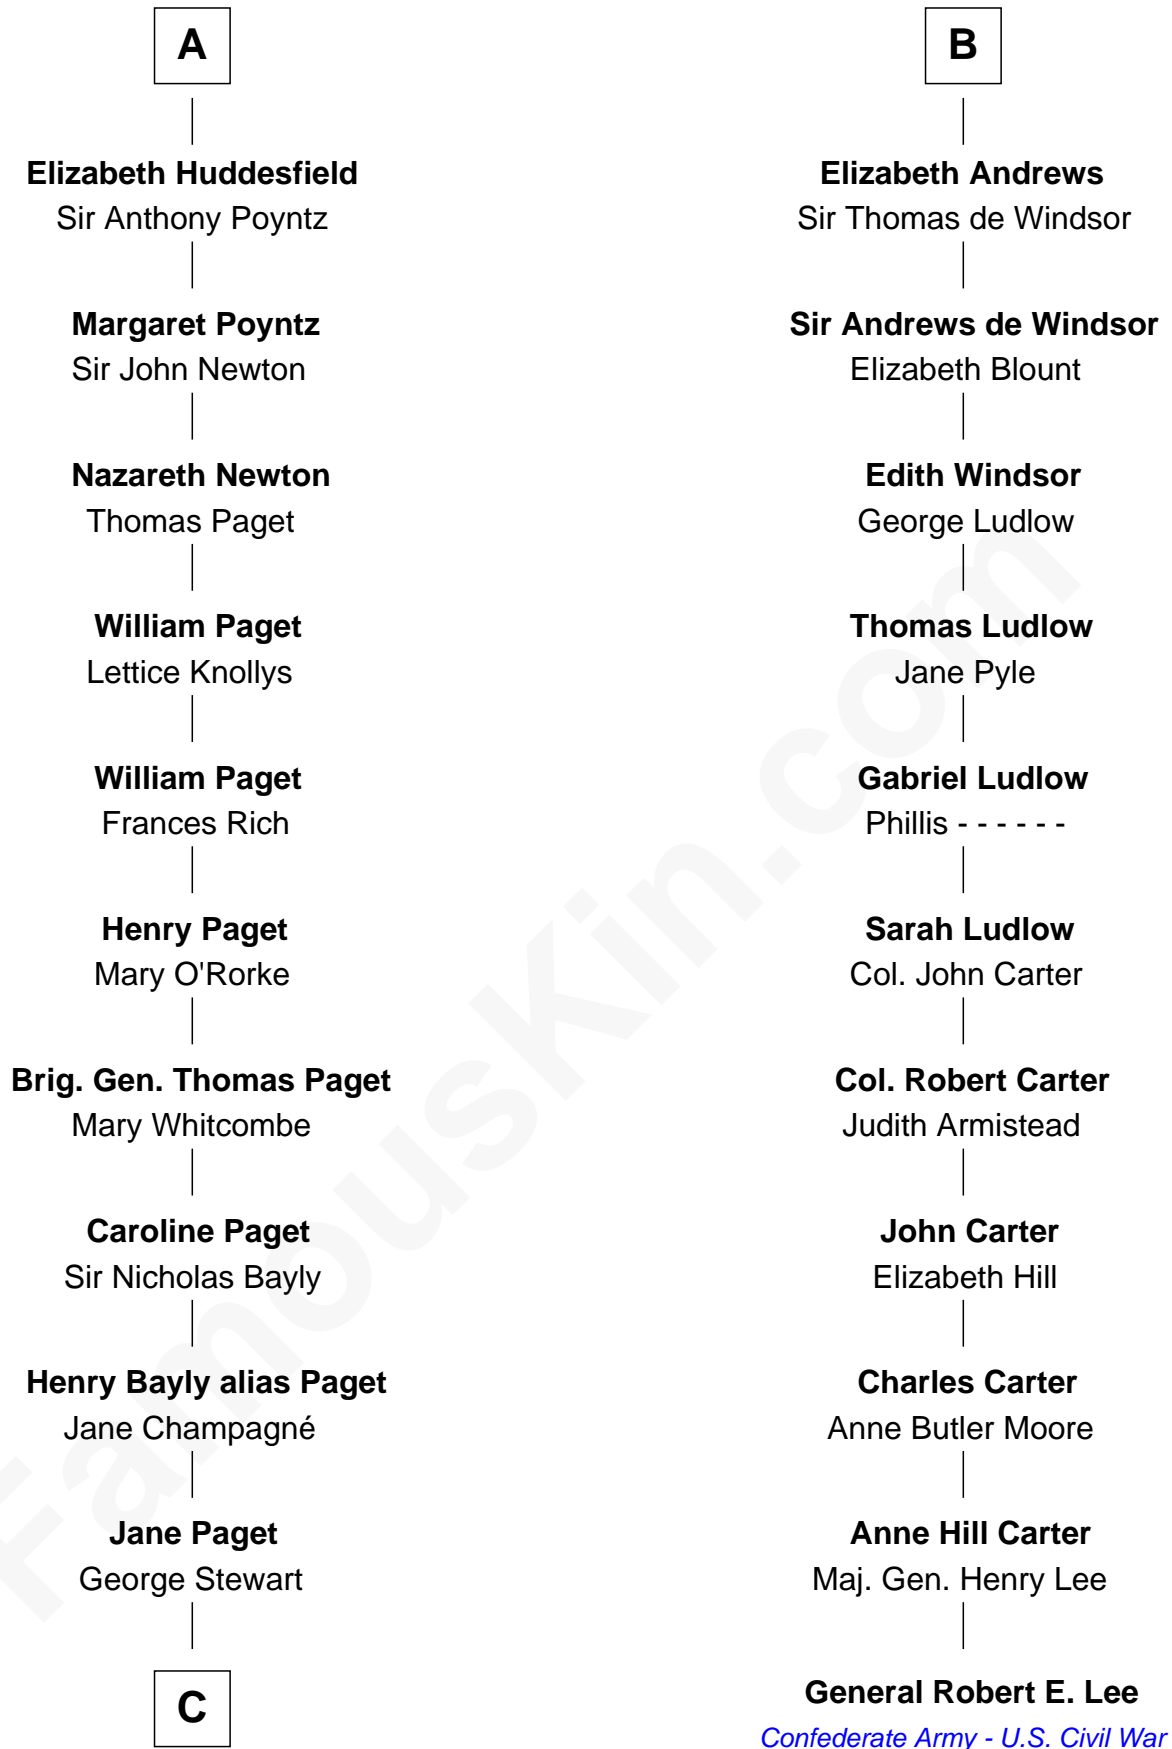 A
Elizabeth Huddesfield
Sir Anthony Poyntz
Margaret Poyntz
Sir John Newton
Nazareth Newton
Thomas Paget
William Paget
Lettice Knollys
William Paget
Frances Rich
Henry Paget
Mary O'Rorke
Brig. Gen. Thomas Paget
Mary Whitcombe
Caroline Paget
Sir Nicholas Bayly
Henry Bayly alias Paget
Jane Champagné
Jane Paget
George Stewart
C
B
Elizabeth Andrews
Sir Thomas de Windsor
Sir Andrews de Windsor
Elizabeth Blount
Edith Windsor
George Ludlow
Thomas Ludlow
Jane Pyle
Gabriel Ludlow
Phillis - - - - - -
Sarah Ludlow
Col. John Carter
Col. Robert Carter
Judith Armistead
John Carter
Elizabeth Hill
Charles Carter
Anne Butler Moore
Anne Hill Carter
Maj. Gen. Henry Lee
General Robert E. Lee
Confederate Army - U.S. Civil War
FamousKin.com